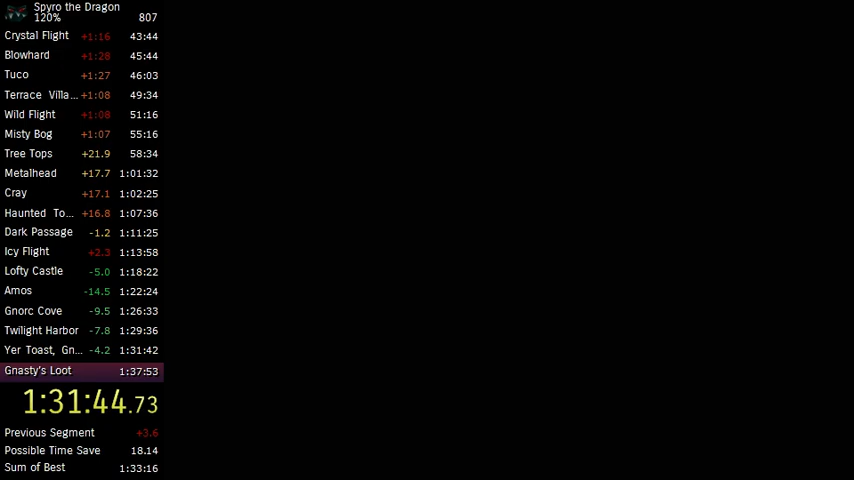 Spyro the Dragon
120% 807
Crystal Flight +1:16 43:44
Blowhard +1:28 45:44
Tuco +1:27 46:03
Terrace Villa... +1:08 49:34
Wild Flight +1:08 51:16
Misty Bog +1:07 55:16
Tree Tops +21.9 58:34
Metalhead +17.7 1:01:32
Cray +17.1 1:02:25
Haunted To... +16.8 1:07:36
Dark Passage -1.2 1:11:25
Icy Flight +2.3 1:13:58
Lofty Castle -5.0 1:18:22
Amos -14.5 1:22:24
Gnorc Cove -9.5 1:26:33
Twilight Harbor -7.8 1:29:36
Yer Toast, Gn... -4.2 1:31:42
Gnasty's Loot 1:37:53
1:31:44.73
Previous Segment +3.6
Possible Time Save 18.14
Sum of Best 1:33:16